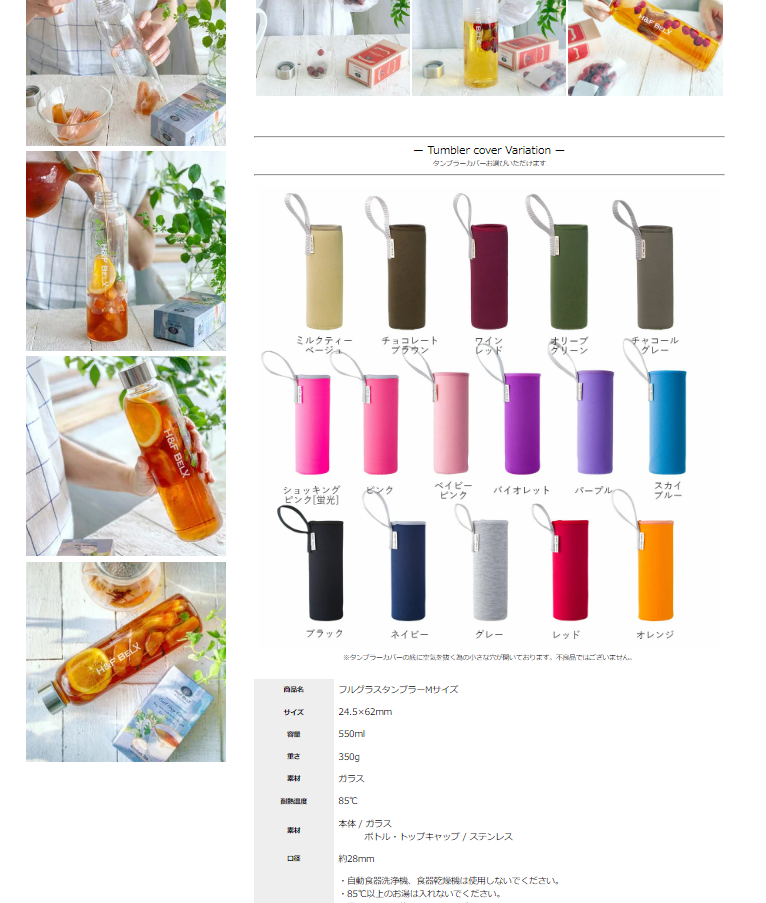 H&F BELX
H&F BELX
H&F BELX
H&F BELX
— Tumbler cover Variation —
タンブラーカバーお選びいただけます
ミルクティー
ベージュ
チョコレート
ブラウン
ワイン
レッド
オリーブ
グリーン
チャコール
グレー
ショッキング
ピンク[蛍光]
ピンク
ベイビー
ピンク
バイオレット
パープル
スカイ
ブルー
ブラック
ネイビー
グレー
レッド
オレンジ
※タンブラーカバーの底に空気を抜く為の小さな穴が開いております。不良品ではございません。
商品名 フルグラスタンブラーMサイズ
サイズ 24.5×62mm
容量 550ml
重さ 350g
素材 ガラス
耐熱温度 85℃
素材 本体 / ガラス
ボトル・トップキャップ / ステンレス
口径 約28mm
・自動食器洗浄機、食器乾燥機は使用しないでください。
・85℃以上のお湯は入れないでください。